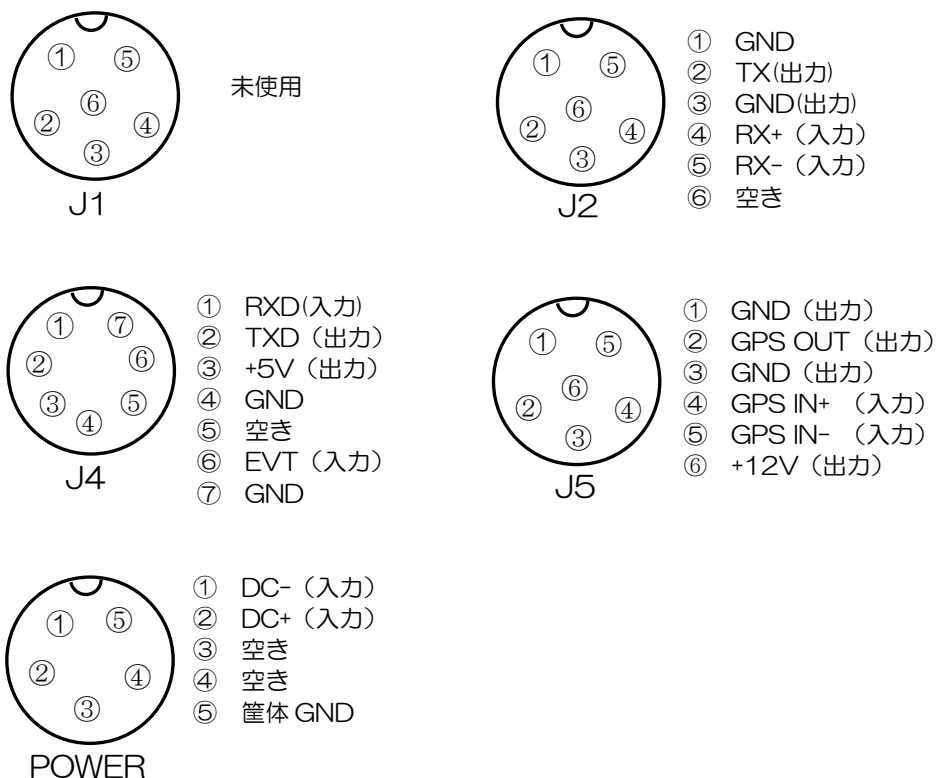 ① ⑤
⑥
② ④
③
未使用
J1
① ⑤
⑥
② ④
③
J2
① GND
② TX(出力)
③ GND(出力)
④ RX+（入力）
⑤ RX-（入力）
⑥ 空き
① ⑦
② ⑥
③ ⑤
④
J4
① RXD(入力)
② TXD（出力）
③ +5V（出力）
④ GND
⑤ 空き
⑥ EVT（入力）
⑦ GND
① ⑤
⑥
② ④
③
J5
① GND（出力）
② GPS OUT（出力）
③ GND（出力）
④ GPS IN+ （入力）
⑤ GPS IN- （入力）
⑥ +12V（出力）
① ⑤
② ④
③
POWER
① DC-（入力）
② DC+（入力）
③ 空き
④ 空き
⑤ 筐体 GND